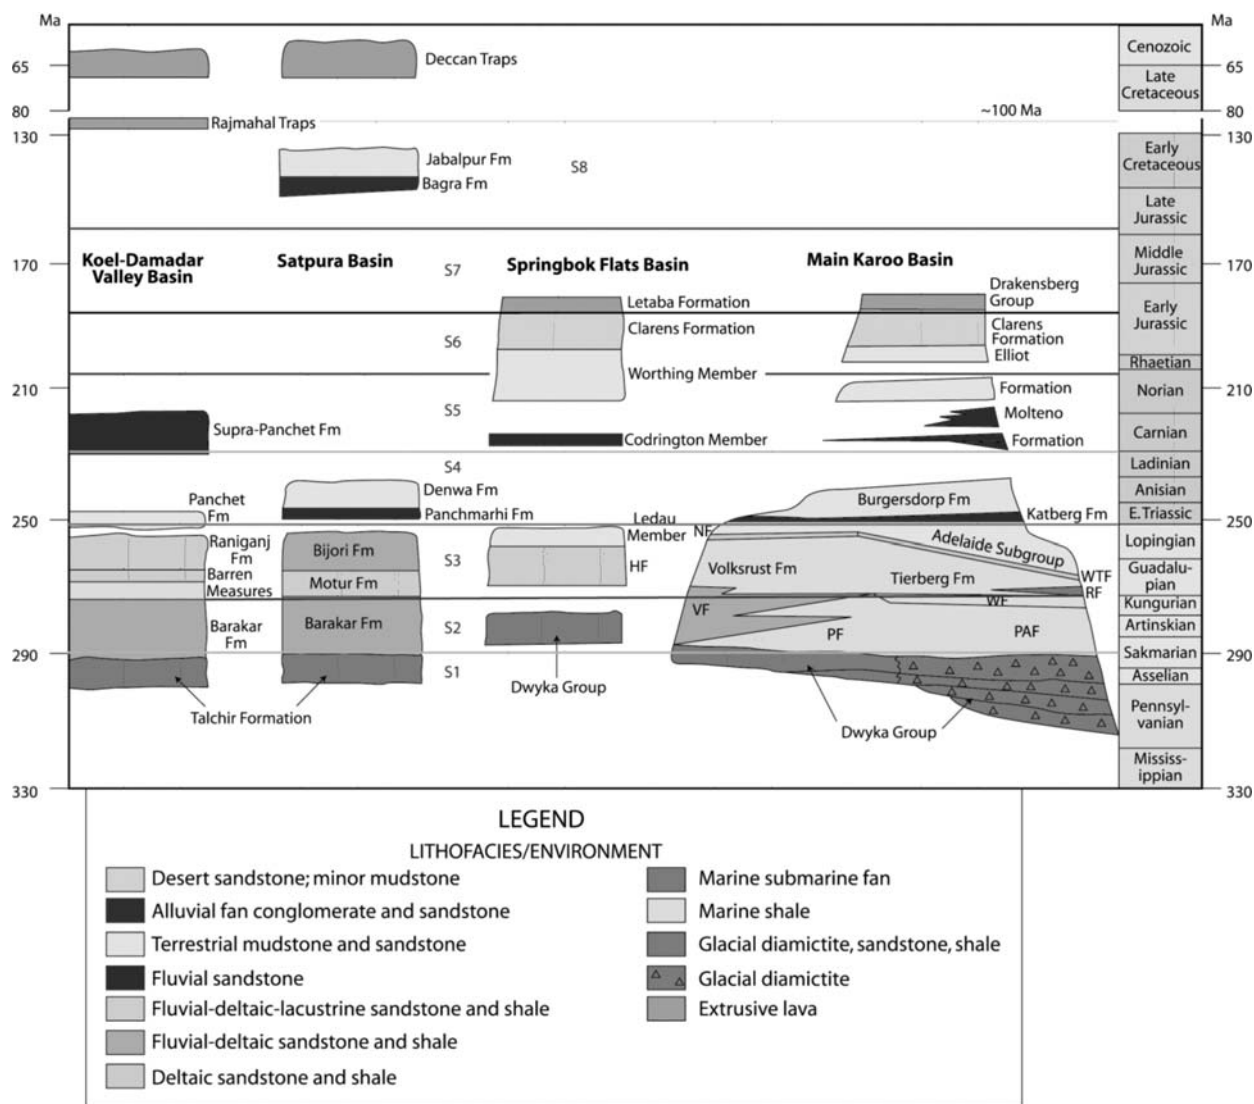 Ma
Ma
Cenozoic
65
Deccan Traps
65
Late
Cretaceous
80
80
~100 Ma
Rajmahal Traps
130
130
Early
Cretaceous
Jabalpur Fm
S8
Bagra Fm
Late
Jurassic
Koel-Damadar
Valley Basin
Satpura Basin
S7
Springbok Flats Basin
Main Karoo Basin
Middle
Jurassic
170
170
Drakensberg
Group
Letaba Formation
Early
Jurassic
S6
Clarens Formation
Clarens
Formation
Elliot
Rhaetian
Worthing Member
210
Formation
Norian
210
S5
Molteno
Supra-Panchet Fm
Codrington Member
Formation
Carnian
S4
Ladinian
Denwa Fm
Anisian
Panchet
Fm
Burgersdorp Fm
Panchmarhi Fm
Ledau
Member
Katberg Fm
E. Triassic
250
250
NF
Raniganj
Fm
Bijori Fm
S3
Adelaide Subgroup
Lopingian
HF
Volksrust Fm
Tierberg Fm
WTF
RF
Guadalu-
pian
Barren
Measures
Motur Fm
VF
WF
Kungurian
Barakar
Fm
Barakar Fm
S2
PF
PAF
Artinskian
290
Sakmarian
290
S1
Asselian
Talchir Formation
Dwyka Group
Dwyka Group
Pennsyl-
vanian
Mississ-
ippian
330
330
LEGEND
LITHOFACIES/ENVIRONMENT
Desert sandstone; minor mudstone
Alluvial fan conglomerate and sandstone
Terrestrial mudstone and sandstone
Fluvial sandstone
Fluvial-deltaic-lacustrine sandstone and shale
Fluvial-deltaic sandstone and shale
Deltaic sandstone and shale
Marine submarine fan
Marine shale
Glacial diamictite, sandstone, shale
Glacial diamictite
Extrusive lava